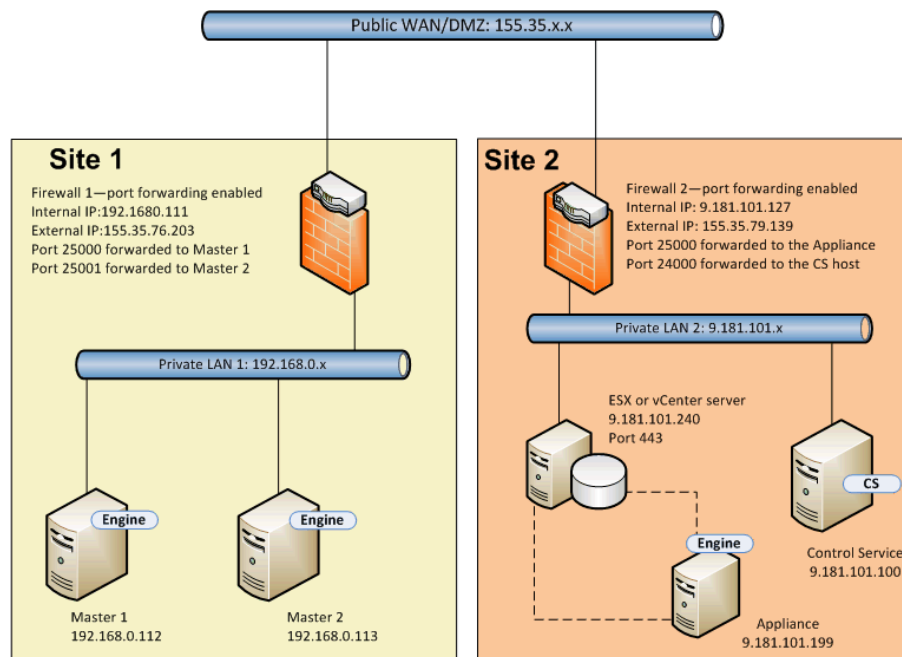 Public WAN/DMZ: 155.35.x.x
Site 1
Firewall 1—port forwarding enabled
Internal IP:192.1680.111
External IP:155.35.76.203
Port 25000 forwarded to Master 1
Port 25001 forwarded to Master 2
Private LAN 1: 192.168.0.x
Engine
Engine
Master 1
192.168.0.112
Master 2
192.168.0.113
Site 2
Firewall 2—port forwarding enabled
Internal IP: 9.181.101.127
External IP: 155.35.79.139
Port 25000 forwarded to the Appliance
Port 24000 forwarded to the CS host
Private LAN 2: 9.181.101.x
ESX or vCenter server
9.181.101.240
Port 443
CS
Control Service
9.181.101.100
Engine
Appliance
9.181.101.199